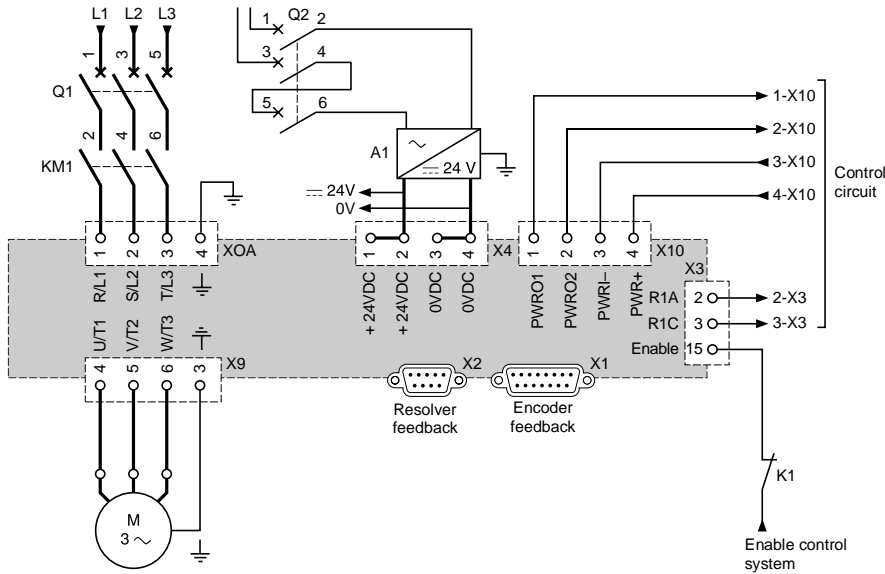 L1 L2 L3
1 3 5
Q1
2 4 6
KM1
1 Q2 2
3 4
5 6
A1
24 V
24V
0V
1-X10
2-X10
3-X10
4-X10
Control
circuit
1 2 3 4 XOA
R/L1 S/L2 T/L3
1 2 3 4 X4
+24VDC +24VDC 0VDC 0VDC
1 2 3 4 X10
PWRO1 PWRO2 PWRI– PWR+
X3
R1A 2 2-X3
R1C 3 3-X3
Enable 15
U/T1 V/T2 W/T3
4 5 6 3 X9
X2 X1
Resolver
feedback
Encoder
feedback
K1
M
3
Enable control
system